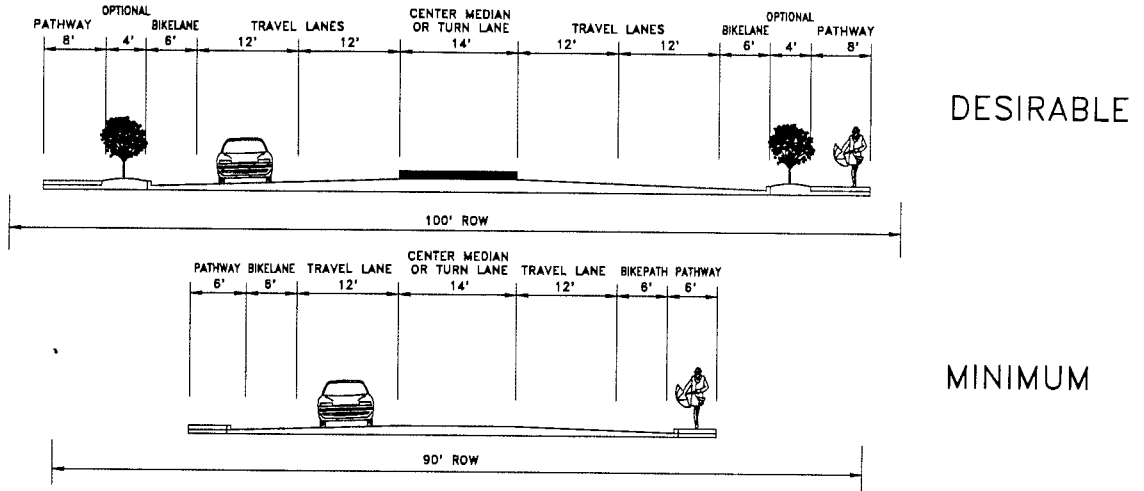 OPTIONAL CENTER MEDIAN OPTIONAL
PATHWAY BIKELANE TRAVEL LANES OR TURN LANE TRAVEL LANES BIKELANE PATHWAY
8' 4' 6' 12' 12' 14' 12' 12' 6' 4' 8'
DESIRABLE
100' ROW
CENTER MEDIAN
PATHWAY BIKELANE TRAVEL LANE OR TURN LANE TRAVEL LANE BIKEPATH PATHWAY
6' 6' 12' 14' 12' 6' 6'
MINIMUM
90' ROW